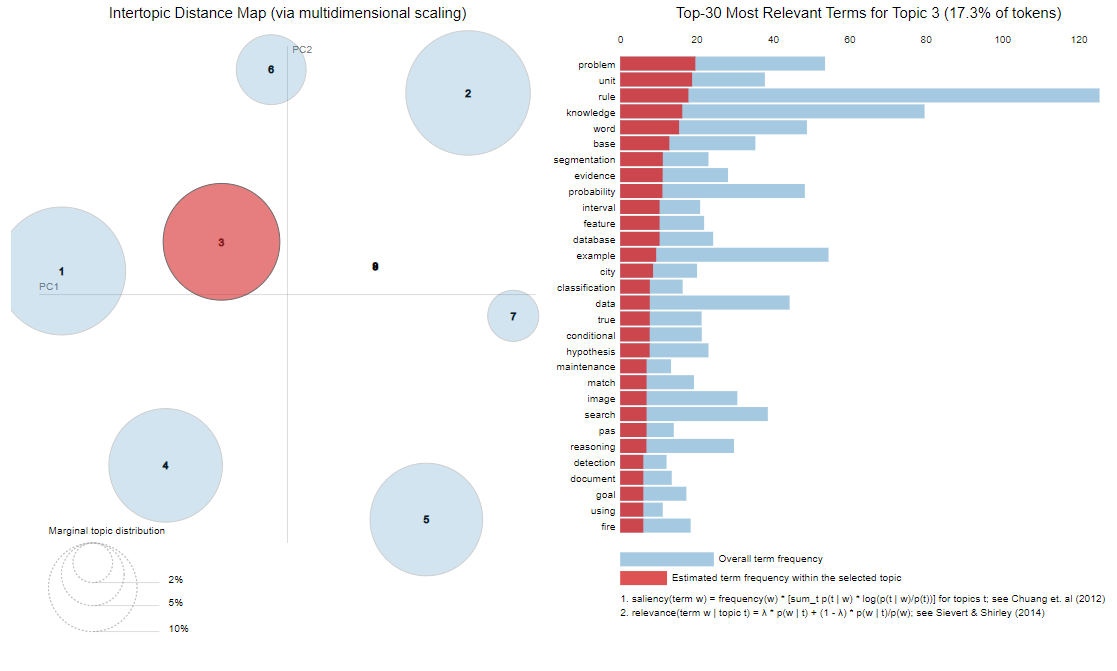 Intertopic Distance Map (via multidimensional scaling)
PC2
6
2
3
1
PC1
7
4
5
Marginal topic distribution
2%
5%
10%
Top-30 Most Relevant Terms for Topic 3 (17.3% of tokens)
0 20 40 60 80 100 120
problem
unit
rule
knowledge
word
base
segmentation
evidence
probability
interval
feature
database
example
city
classification
data
true
conditional
hypothesis
maintenance
match
image
search
pas
reasoning
detection
document
goal
using
fire
Overall term frequency
Estimated term frequency within the selected topic
1. saliency(term w) = frequency(w) * [sum_t p(t | w) * log(p(t | w)/p(t))] for topics t; see Chuang et. al (2012)
2. relevance(term w | topic t) = λ * p(w | t) + (1 - λ) * p(w | t)/p(w); see Sievert & Shirley (2014)